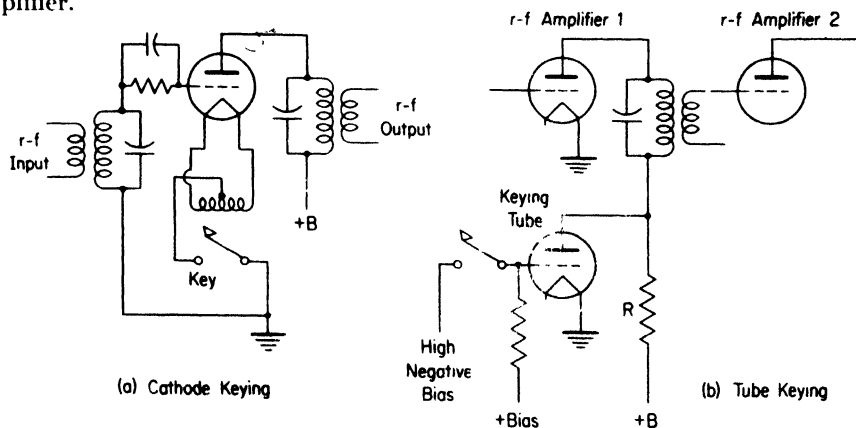 plifier.
r-f Amplifier 1
r-f Amplifier 2
r-f
Input
r-f
Output
+B
Key
(a) Cathode Keying
Keying
Tube
R
High
Negative
Bias
+Bias
+B
(b) Tube Keying